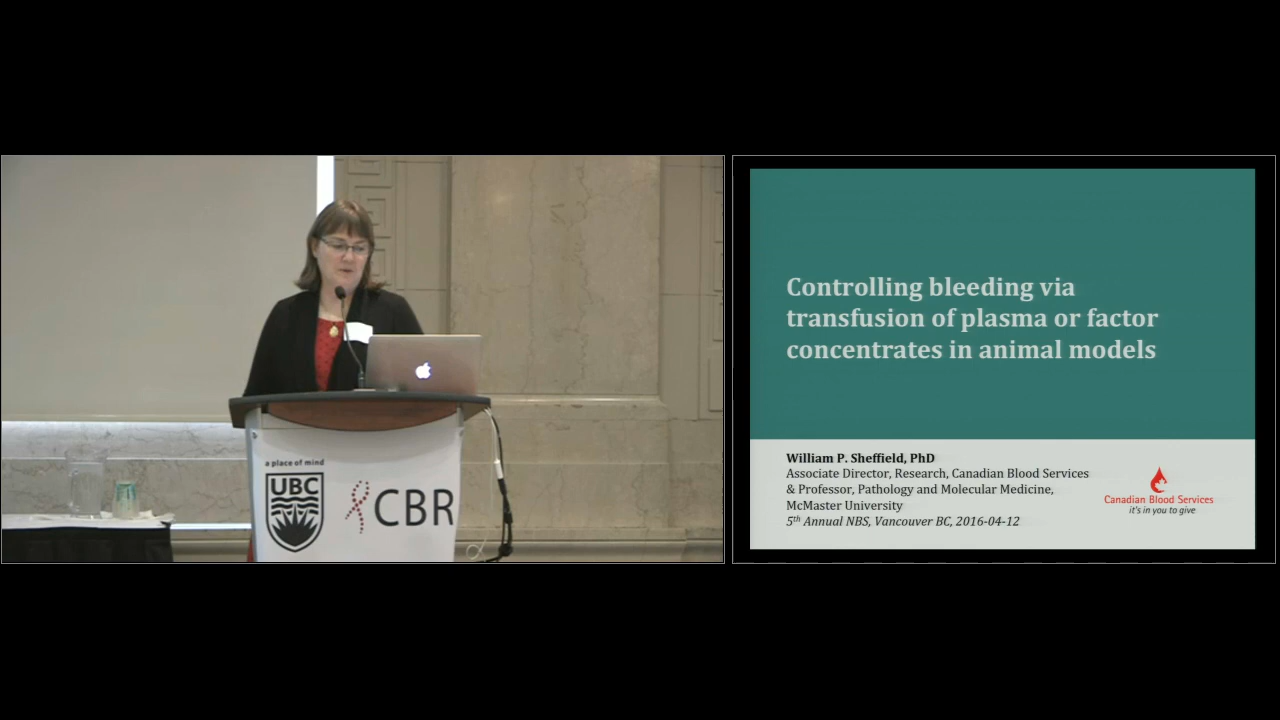 a place of mind
UBC
CBR
Controlling bleeding via
transfusion of plasma or factor
concentrates in animal models
William P. Sheffield, PhD
Associate Director, Research, Canadian Blood Services
& Professor, Pathology and Molecular Medicine,
McMaster University
5th Annual NBS, Vancouver BC, 2016-04-12
Canadian Blood Services
it's in you to give